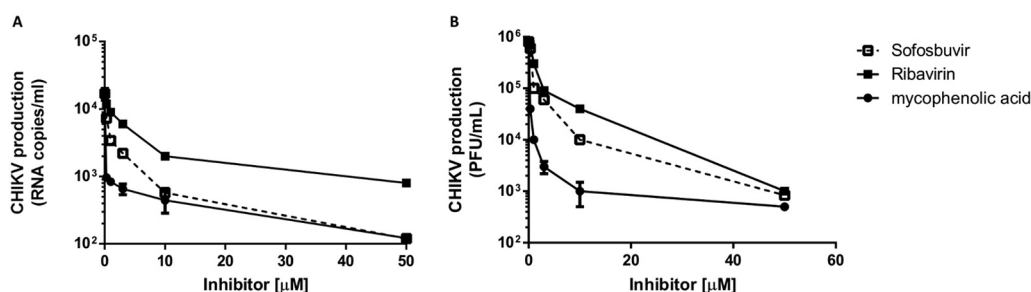 A
CHIKV production
(RNA copies/ml)
10^5
10^4
10^3
10^2
0 10 20 30 40 50
Inhibitor [μM]
B
CHIKV production
(PFU/mL)
10^6
10^5
10^4
10^3
10^2
0 20 40 60
Inhibitor [μM]
Sofosbuvir
Ribavirin
mycophenolic acid